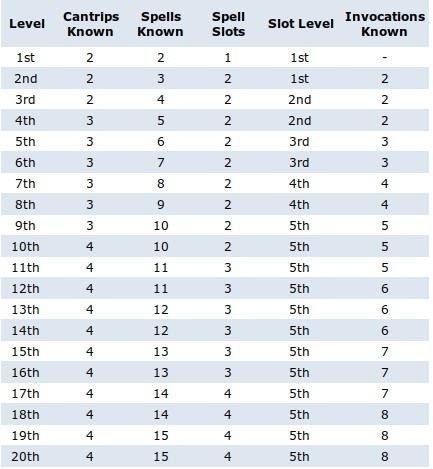 Level Cantrips Known Spells Known Spell Slots Slot Level Invocations Known
1st 2 2 1 1st -
2nd 2 3 2 1st 2
3rd 2 4 2 2nd 2
4th 3 5 2 2nd 2
5th 3 6 2 3rd 3
6th 3 7 2 3rd 3
7th 3 8 2 4th 4
8th 3 9 2 4th 4
9th 3 10 2 5th 5
10th 4 10 2 5th 5
11th 4 11 3 5th 5
12th 4 11 3 5th 6
13th 4 12 3 5th 6
14th 4 12 3 5th 6
15th 4 13 3 5th 7
16th 4 13 3 5th 7
17th 4 14 4 5th 7
18th 4 14 4 5th 8
19th 4 15 4 5th 8
20th 4 15 4 5th 8